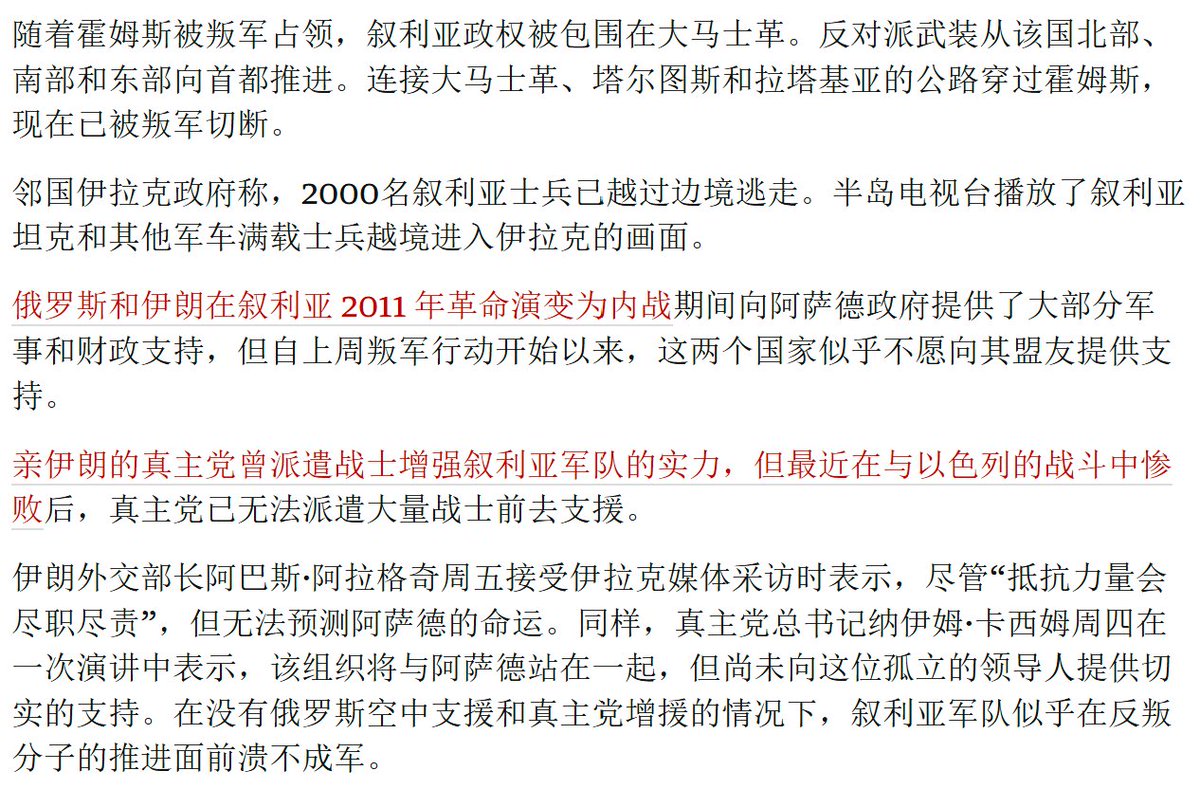 随着霍姆斯被叛军占领，叙利亚政权被包围在大马士革。反对派武装从该国北部、
南部和东部向首都推进。连接大马士革、塔尔图斯和拉塔基亚的公路穿过霍姆斯，
现在已被叛军切断。
邻国伊拉克政府称，2000名叙利亚士兵已越过边境逃走。半岛电视台播放了叙利亚
坦克和其他军车满载士兵越境进入伊拉克的画面。
俄罗斯和伊朗在叙利亚 2011 年革命演变为内战期间向阿萨德政府提供了大部分军
事和财政支持，但自上周叛军行动开始以来，这两个国家似乎不愿向其盟友提供支
持。
亲伊朗的真主党曾派遣战士增强叙利亚军队的实力，但最近在与以色列的战斗中惨
败后，真主党已无法派遣大量战士前去支援。
伊朗外交部长阿巴斯·阿拉格奇周五接受伊拉克媒体采访时表示，尽管“抵抗力量会
尽职尽责”，但无法预测阿萨德的命运。同样，真主党总书记纳伊姆·卡西姆周四在
一次演讲中表示，该组织将与阿萨德站在一起，但尚未向这位孤立的领导人提供切
实的支持。在没有俄罗斯空中支援和真主党增援的情况下，叙利亚军队似乎在反叛
分子的推进面前溃不成军。